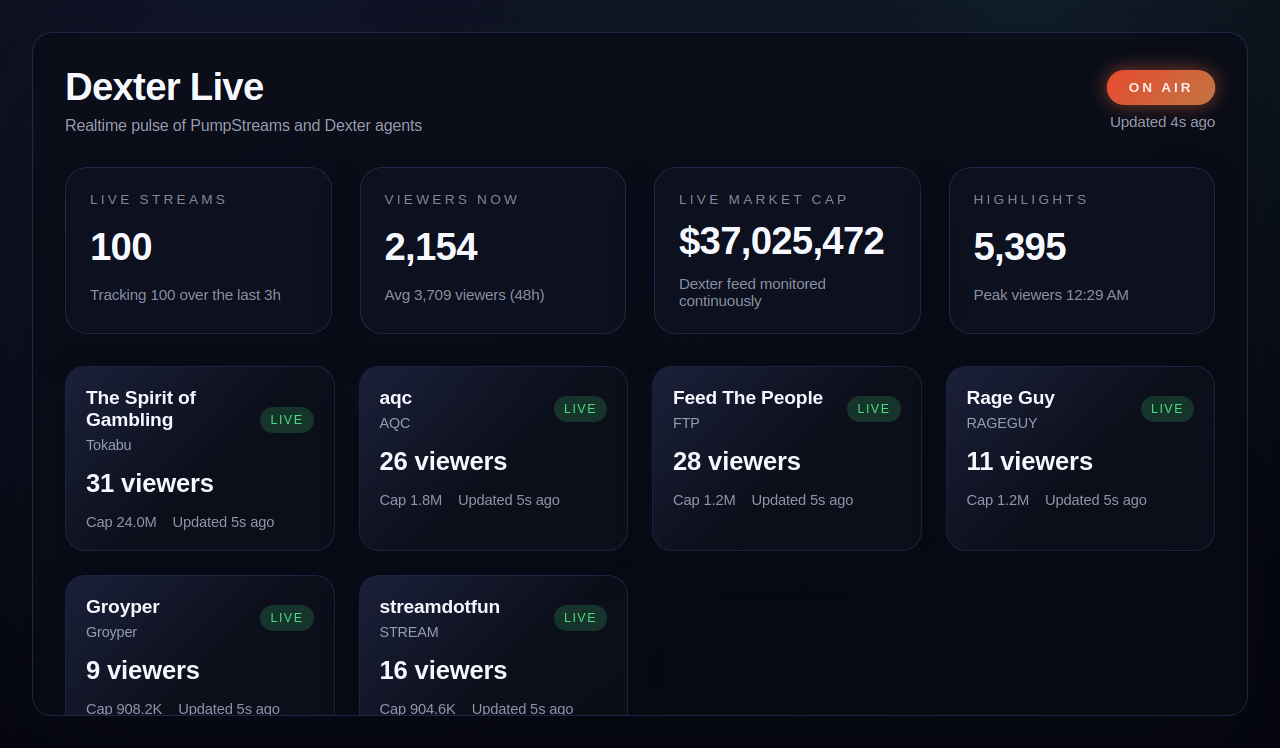 Dexter Live
Realtime pulse of PumpStreams and Dexter agents
ON AIR
Updated 4s ago
LIVE STREAMS
100
Tracking 100 over the last 3h
VIEWERS NOW
2,154
Avg 3,709 viewers (48h)
LIVE MARKET CAP
$37,025,472
Dexter feed monitored
continuously
HIGHLIGHTS
5,395
Peak viewers 12:29 AM
The Spirit of
Gambling
Tokabu
LIVE
31 viewers
Cap 24.0M Updated 5s ago
aqc
AQC
LIVE
26 viewers
Cap 1.8M Updated 5s ago
Feed The People
FTP
LIVE
28 viewers
Cap 1.2M Updated 5s ago
Rage Guy
RAGEGUY
LIVE
11 viewers
Cap 1.2M Updated 5s ago
Groyper
Groyper
LIVE
9 viewers
Cap 908.2K Updated 5s ago
streamdotfun
STREAM
LIVE
16 viewers
Cap 904.6K Updated 5s ago